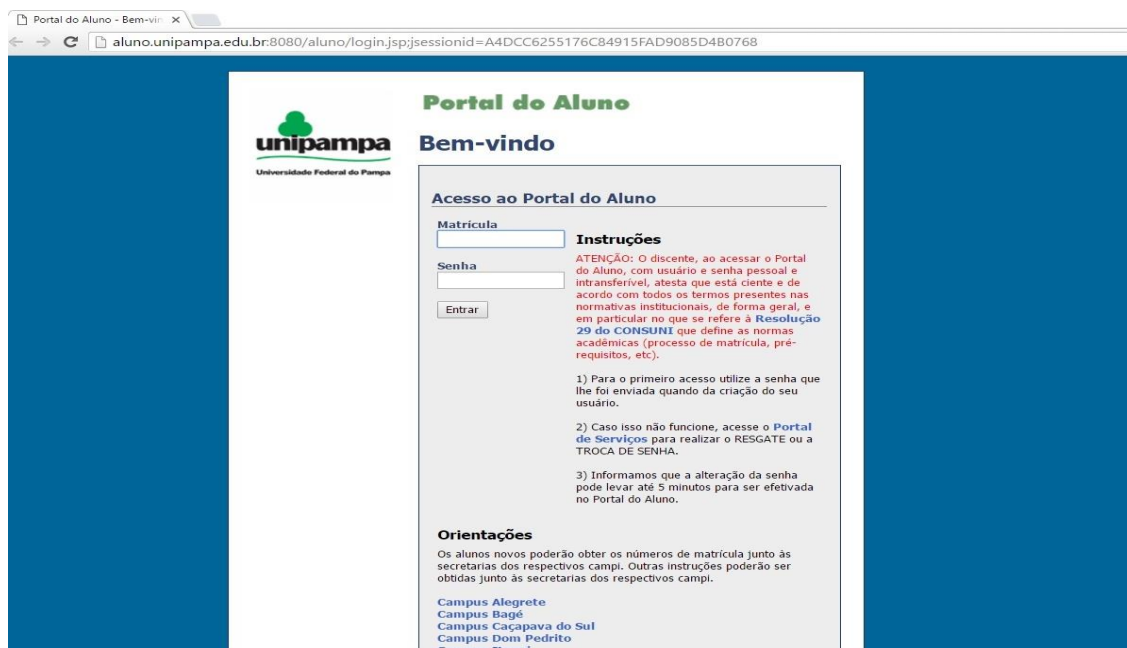 Portal do Aluno - Bem-vin
aluno.unipampa.edu.br:8080/aluno/login.jsp;jsessionid=A4DCC6255176C84915FAD9085D4B0768
unipampa
Universidade Federal do Pampa
Portal do Aluno
Bem-vindo
Acesso ao Portal do Aluno
Matrícula
Senha
Entrar
Instruções
ATENÇÃO: O discente, ao acessar o Portal
do Aluno, com usuário e senha pessoal e
intransferível, atesta que está ciente e de
acordo com todos os termos presentes nas
normativas institucionais, de forma geral, e
em particular no que se refere à Resolução
29 do CONSUNI que define as normas
acadêmicas (processo de matrícula, pré-
requisitos, etc).
1) Para o primeiro acesso utilize a senha que
lhe foi enviada quando da criação do seu
usuário.
2) Caso isso não funcione, acesse o Portal
de Serviços para realizar o RESGATE ou a
TROCA DE SENHA.
3) Informamos que a alteração da senha
pode levar até 5 minutos para ser efetivada
no Portal do Aluno.
Orientações
Os alunos novos poderão obter os números de matrícula junto às
secretarias dos respectivos campi. Outras instruções poderão ser
obtidas junto às secretarias dos respectivos campi.
Campus Alegrete
Campus Bagé
Campus Caçapava do Sul
Campus Dom Pedrito